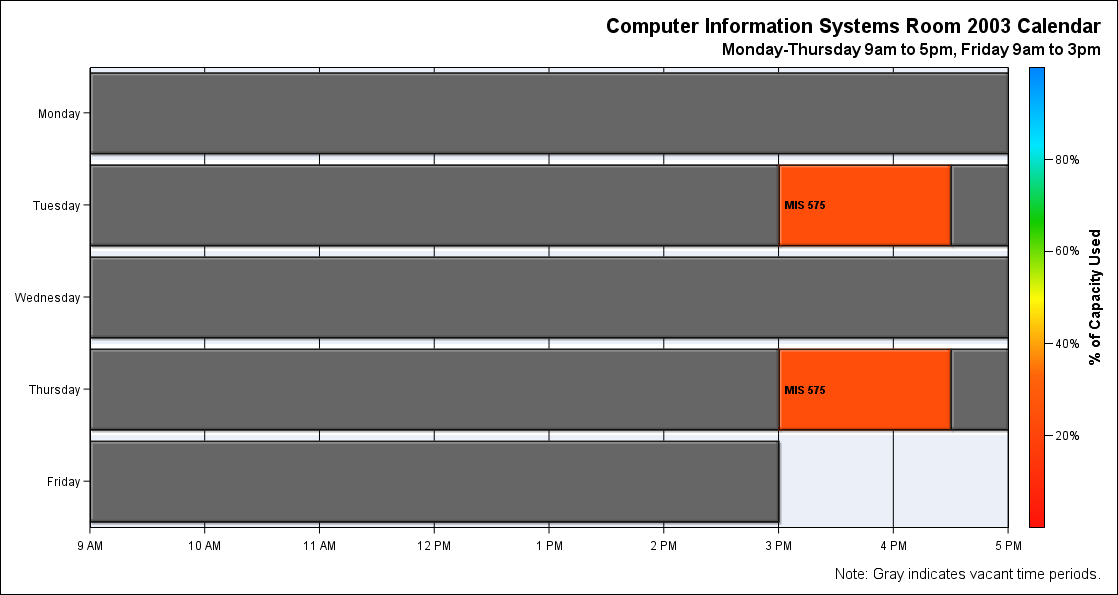 Computer Information Systems Room 2003 Calendar
Monday-Thursday 9am to 5pm, Friday 9am to 3pm
Monday
Tuesday
MIS 575
Wednesday
Thursday
MIS 575
Friday
9 AM 10 AM 11 AM 12 PM 1 PM 2 PM 3 PM 4 PM 5 PM
80%
60%
40%
20%
% of Capacity Used
Note: Gray indicates vacant time periods.